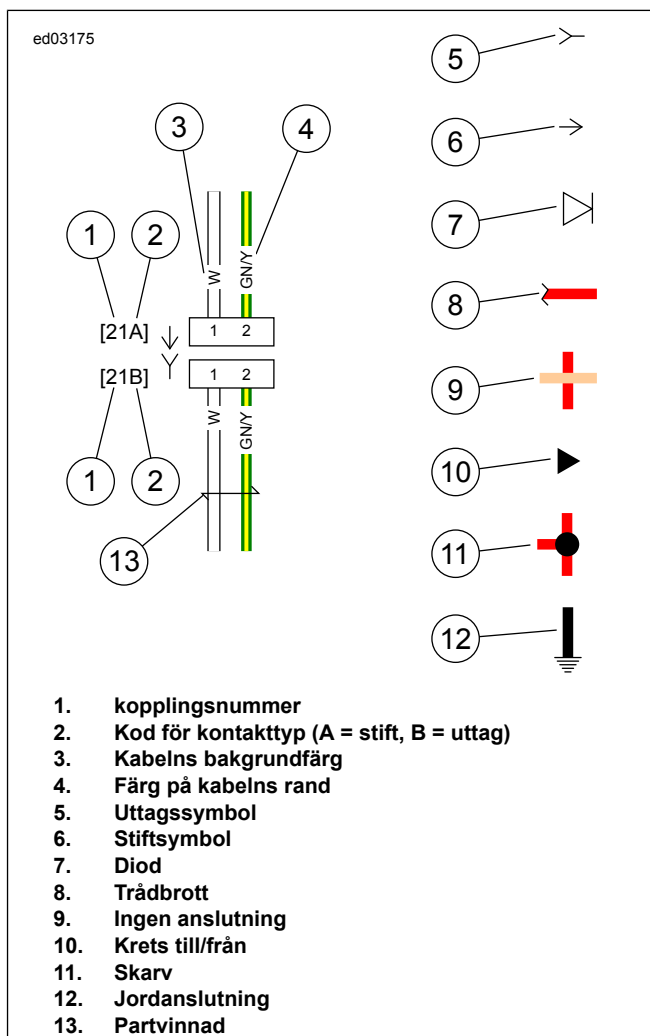 ed03175
5
3
4
6
1
2
7
W
GN/Y
[21A]
1 2
8
[21B]
1 2
W
GN/Y
9
1
2
10
13
11
12
1. kopplingsnummer
2. Kod för kontakttyp (A = stift, B = uttag)
3. Kabelns bakgrundfärg
4. Färg på kabelns rand
5. Uttagssymbol
6. Stiftsymbol
7. Diod
8. Trådbrott
9. Ingen anslutning
10. Krets till/från
11. Skarv
12. Jordanslutning
13. Partvinnad